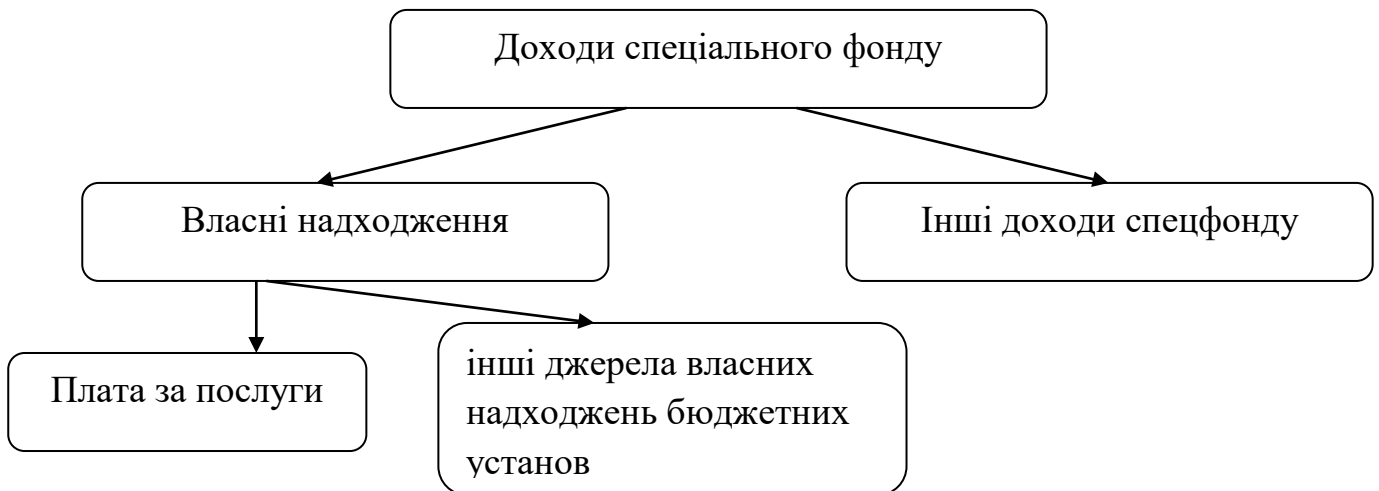 Доходи спеціального фонду
Власні надходження
Інші доходи спецфонду
Плата за послуги
інші джерела власних
надходжень бюджетних
установ